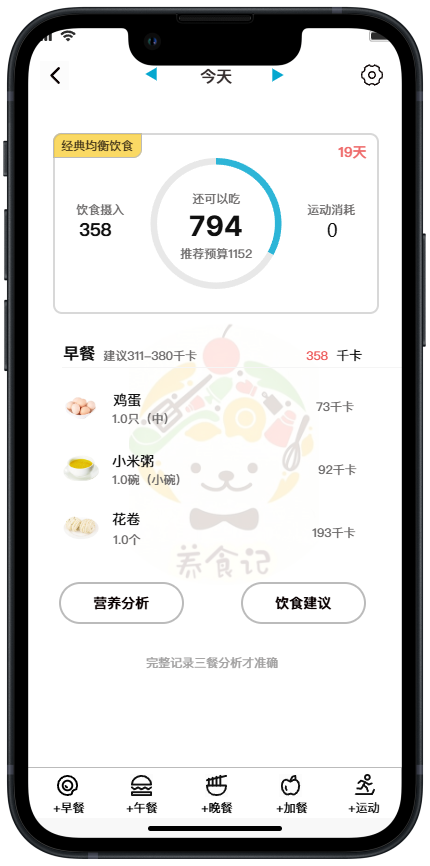 今天
经典均衡饮食
19天
还可以吃
饮食摄入
794
运动消耗
358
0
推荐预算1152
早餐 建议311-380千卡 358 千卡
鸡蛋
73千卡
1.0只（中）
小米粥
92千卡
1.0碗（小碗）
花卷
193千卡
1.0个
养食记
营养分析 饮食建议
完整记录三餐分析才准确
+早餐 +午餐 +晚餐 +加餐 +运动